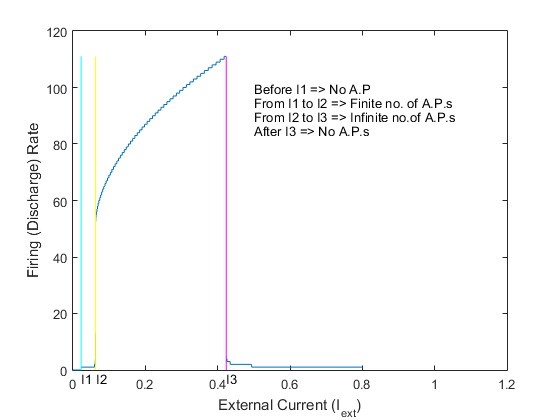 120
100
80
60
40
20
0
Firing (Discharge) Rate
Before I1 => No A.P
From I1 to I2 => Finite no. of A.P.s
From I2 to I3 => Infinite no.of A.P.s
After I3 => No A.P.s
0 I1 I2 0.2 0.4 I3 0.6 0.8 1 1.2
External Current (I_ext)